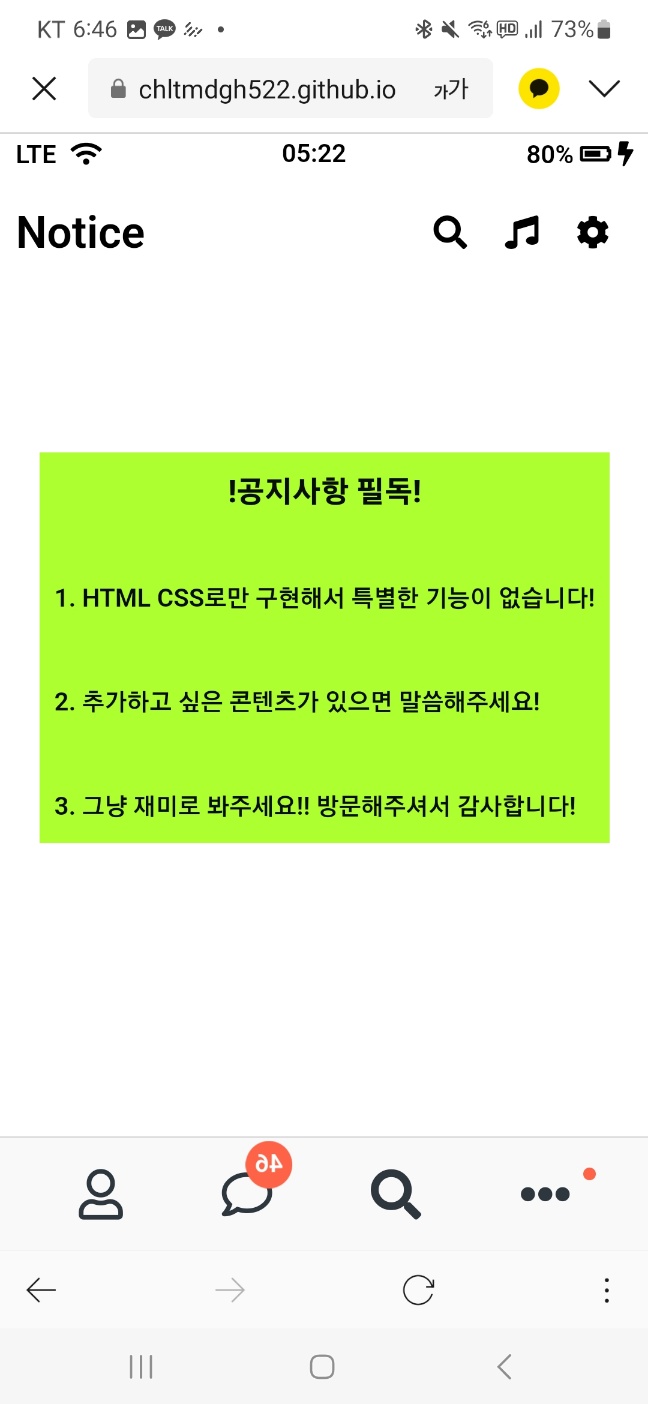 KT 6:46 TALK HD 73%
chltmdgh522.github.io 가가
LTE 05:22 80%
Notice
!공지사항 필독!
1. HTML CSS로만 구현해서 특별한 기능이 없습니다!
2. 추가하고 싶은 콘텐츠가 있으면 말씀해주세요!
3. 그냥 재미로 봐주세요!! 방문해주셔서 감사합니다!
46